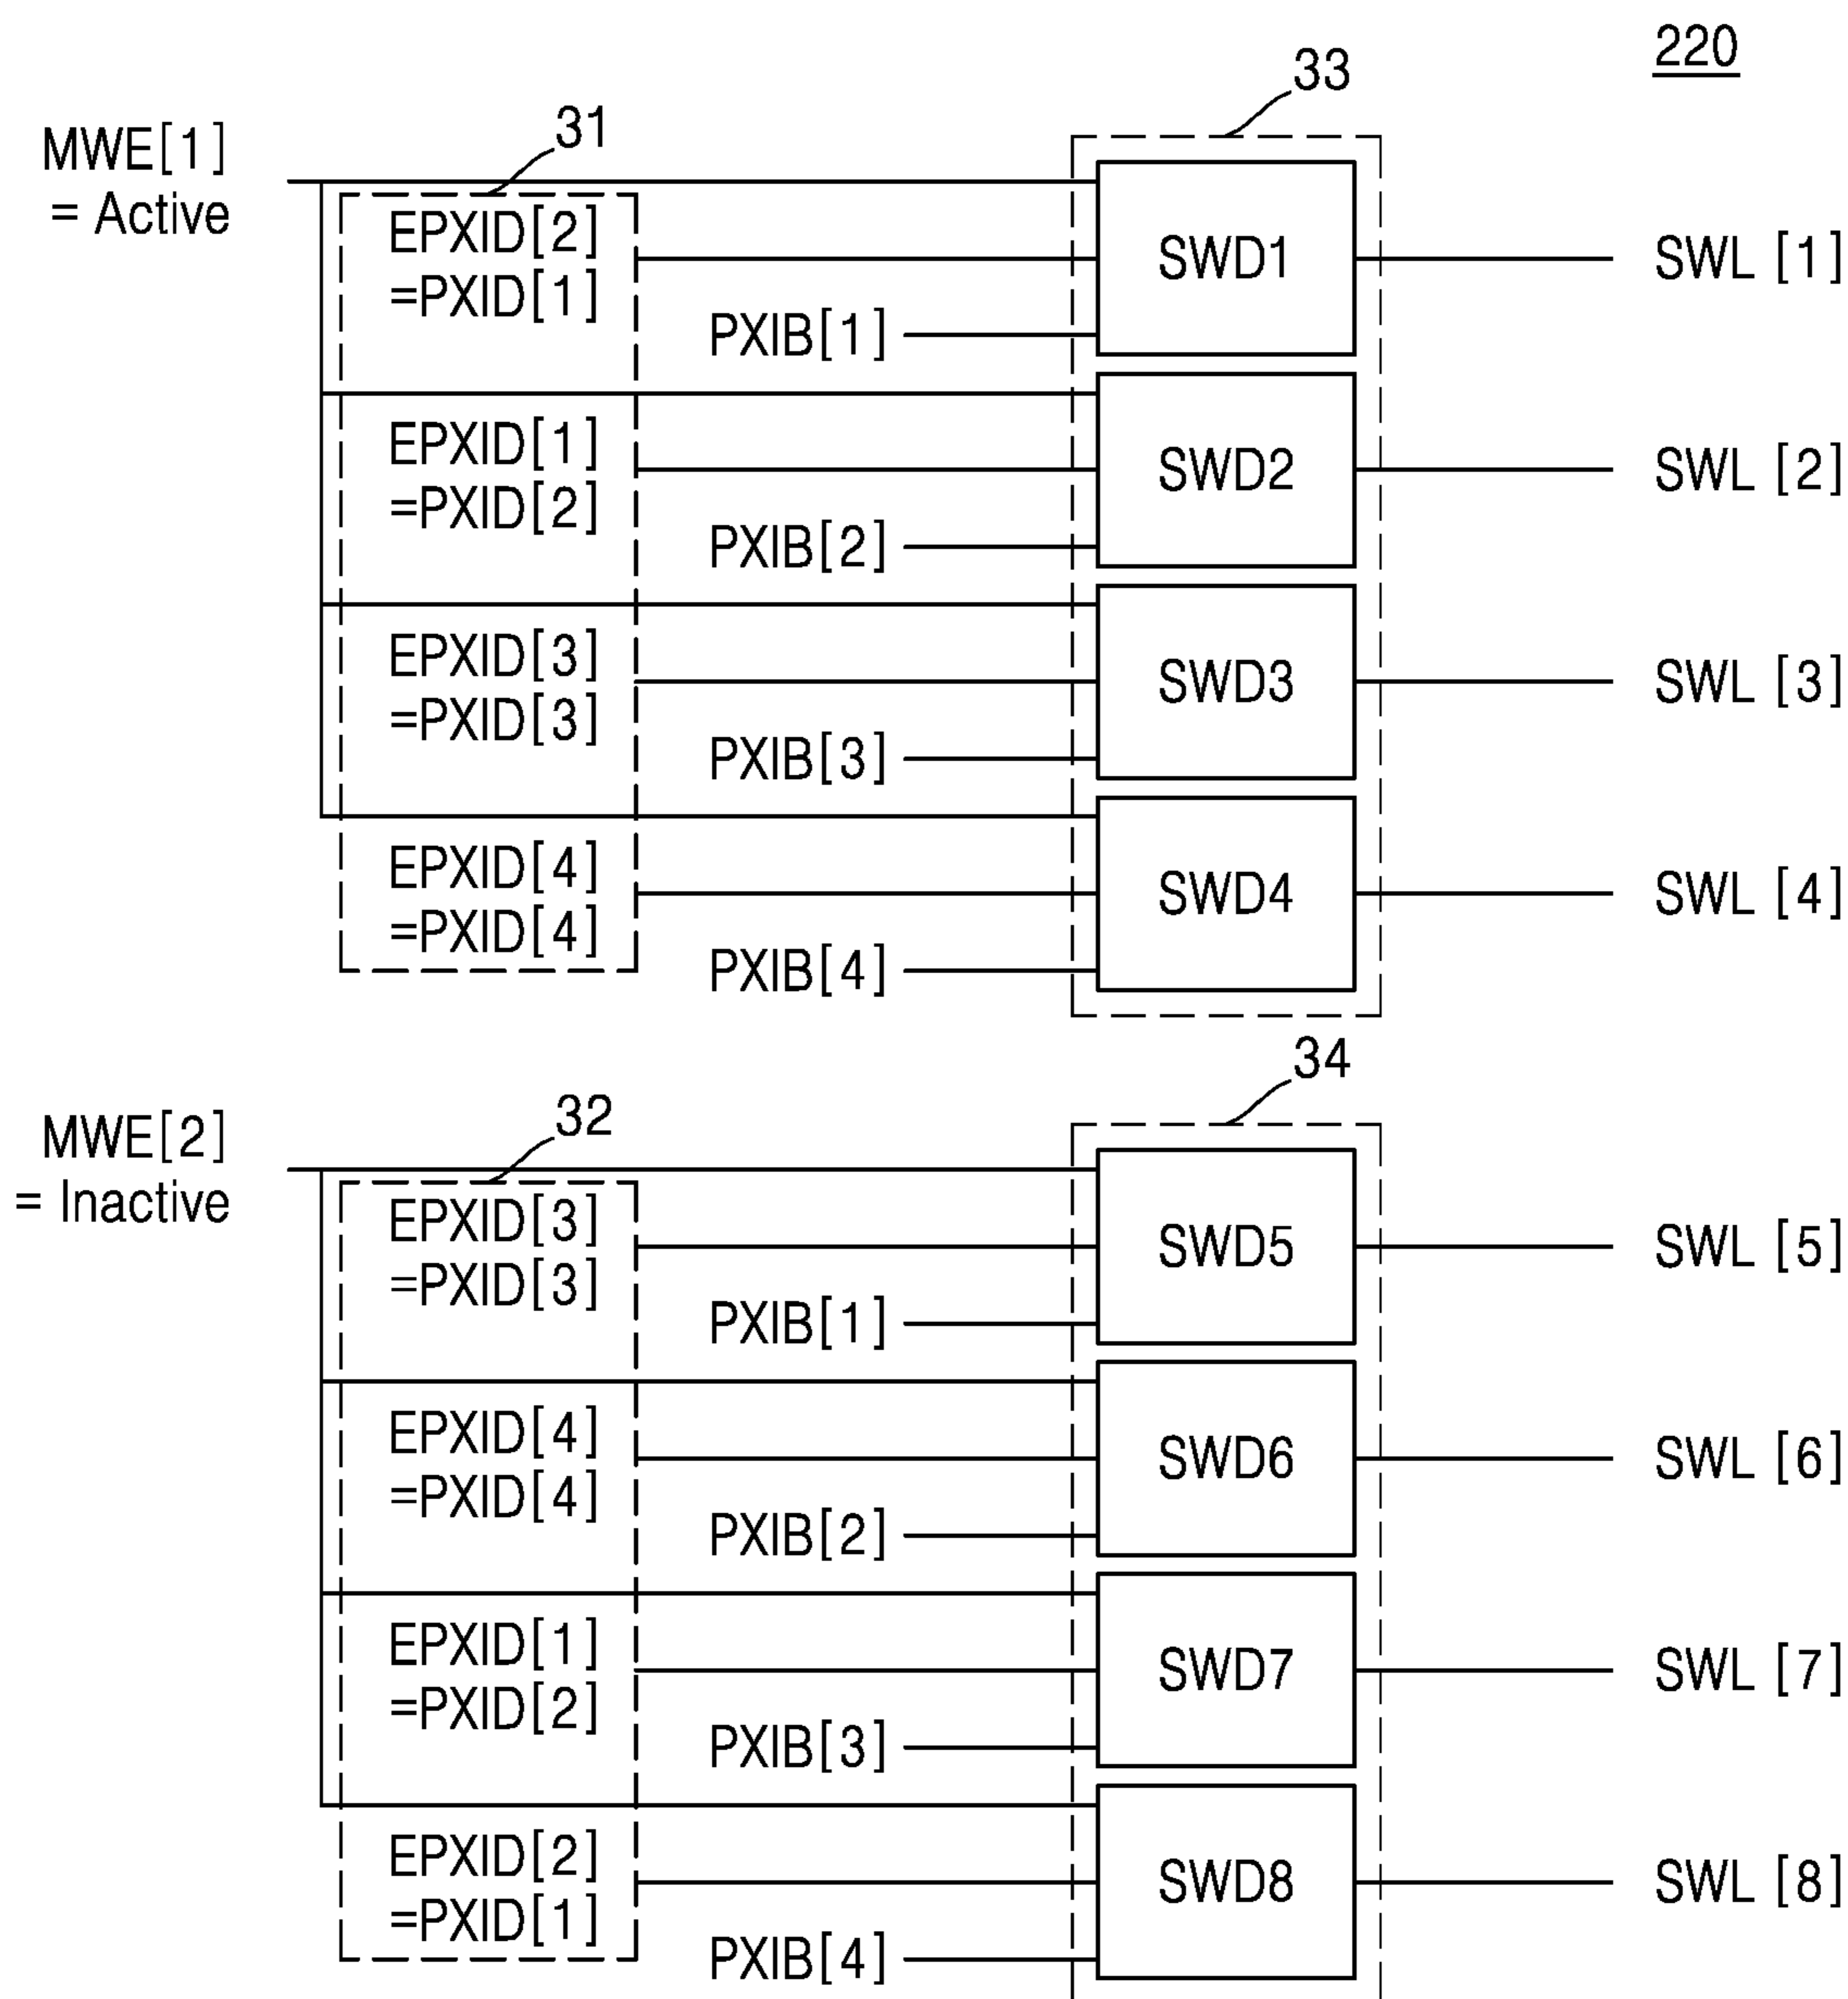 220
33
31
MWE[1]
= Active
EPXID[2]
=PXID[1]
SWD1
SWL [1]
PXIB[1]
EPXID[1]
=PXID[2]
SWD2
SWL [2]
PXIB[2]
EPXID[3]
=PXID[3]
SWD3
SWL [3]
PXIB[3]
EPXID[4]
=PXID[4]
SWD4
SWL [4]
PXIB[4]
34
32
MWE[2]
= Inactive
EPXID[3]
=PXID[3]
SWD5
SWL [5]
PXIB[1]
EPXID[4]
=PXID[4]
SWD6
SWL [6]
PXIB[2]
EPXID[1]
=PXID[2]
SWD7
SWL [7]
PXIB[3]
EPXID[2]
=PXID[1]
SWD8
SWL [8]
PXIB[4]